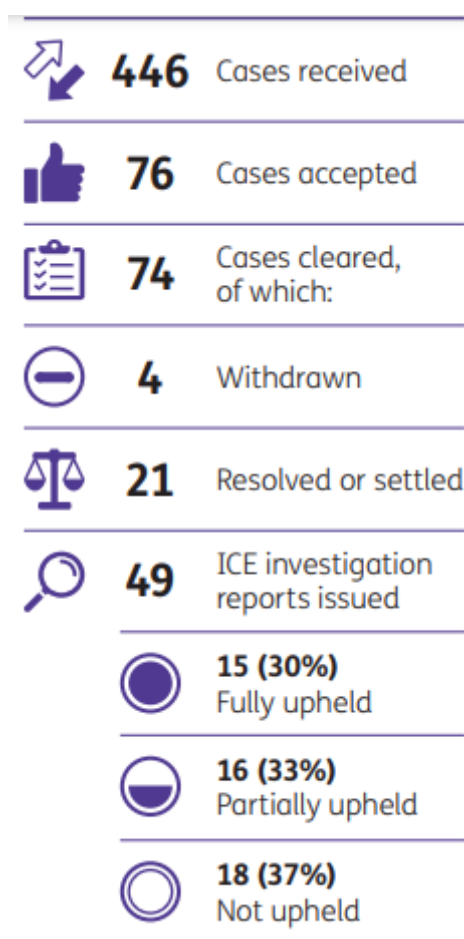 446 Cases received
76 Cases accepted
74 Cases cleared,
of which:
4 Withdrawn
21 Resolved or settled
49 ICE investigation
reports issued
15 (30%)
Fully upheld
16 (33%)
Partially upheld
18 (37%)
Not upheld